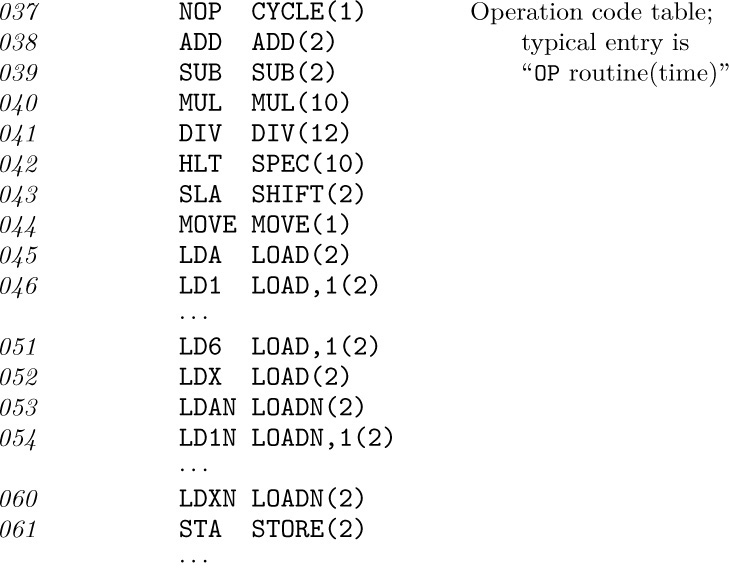 037 NOP CYCLE(1) Operation code table;
038 ADD ADD(2) typical entry is
039 SUB SUB(2) “OP routine(time)”
040 MUL MUL(10)
041 DIV DIV(12)
042 HLT SPEC(10)
043 SLA SHIFT(2)
044 MOVE MOVE(1)
045 LDA LOAD(2)
046 LD1 LOAD,1(2)
...
051 LD6 LOAD,1(2)
052 LDX LOAD(2)
053 LDAN LOADN(2)
054 LD1N LOADN,1(2)
...
060 LDXN LOADN(2)
061 STA STORE(2)
...